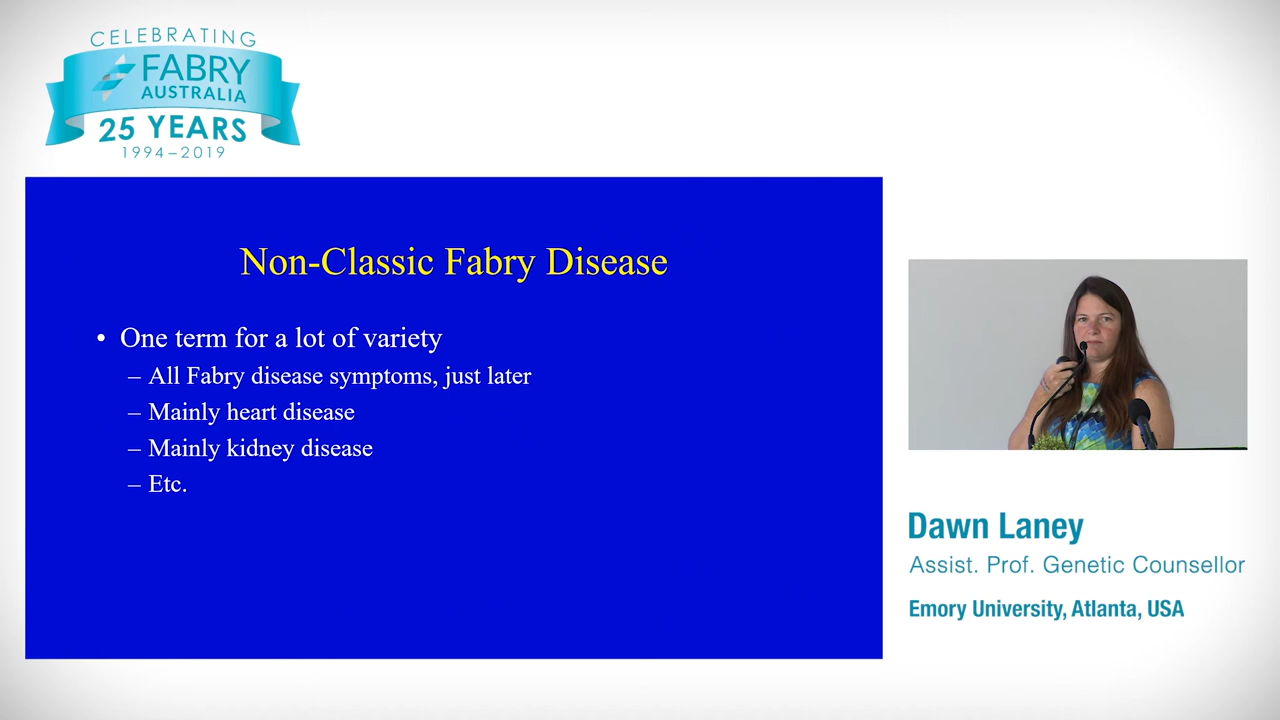 CELEBRATING
FABRY
AUSTRALIA
25 YEARS
1994–2019
Non-Classic Fabry Disease
• One term for a lot of variety
– All Fabry disease symptoms, just later
– Mainly heart disease
– Mainly kidney disease
– Etc.
Dawn Laney
Assist. Prof. Genetic Counsellor
Emory University, Atlanta, USA